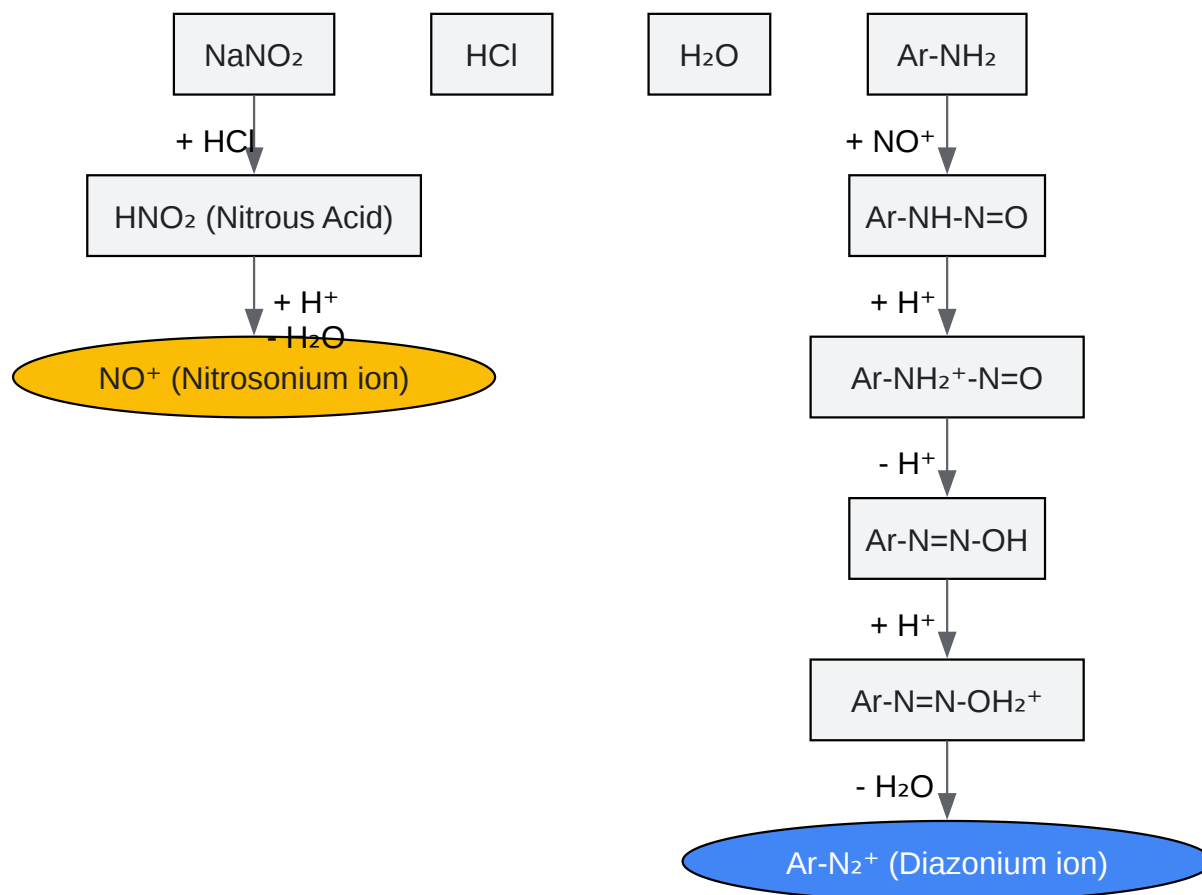 NaNO₂
HCl
H₂O
Ar-NH₂
+ HCl
+ NO⁺
HNO₂ (Nitrous Acid)
Ar-NH-N=O
+ H⁺
- H₂O
+ H⁺
NO⁺ (Nitrosonium ion)
Ar-NH₂⁺-N=O
- H⁺
Ar-N=N-OH
+ H⁺
Ar-N=N-OH₂⁺
- H₂O
Ar-N₂⁺ (Diazonium ion)